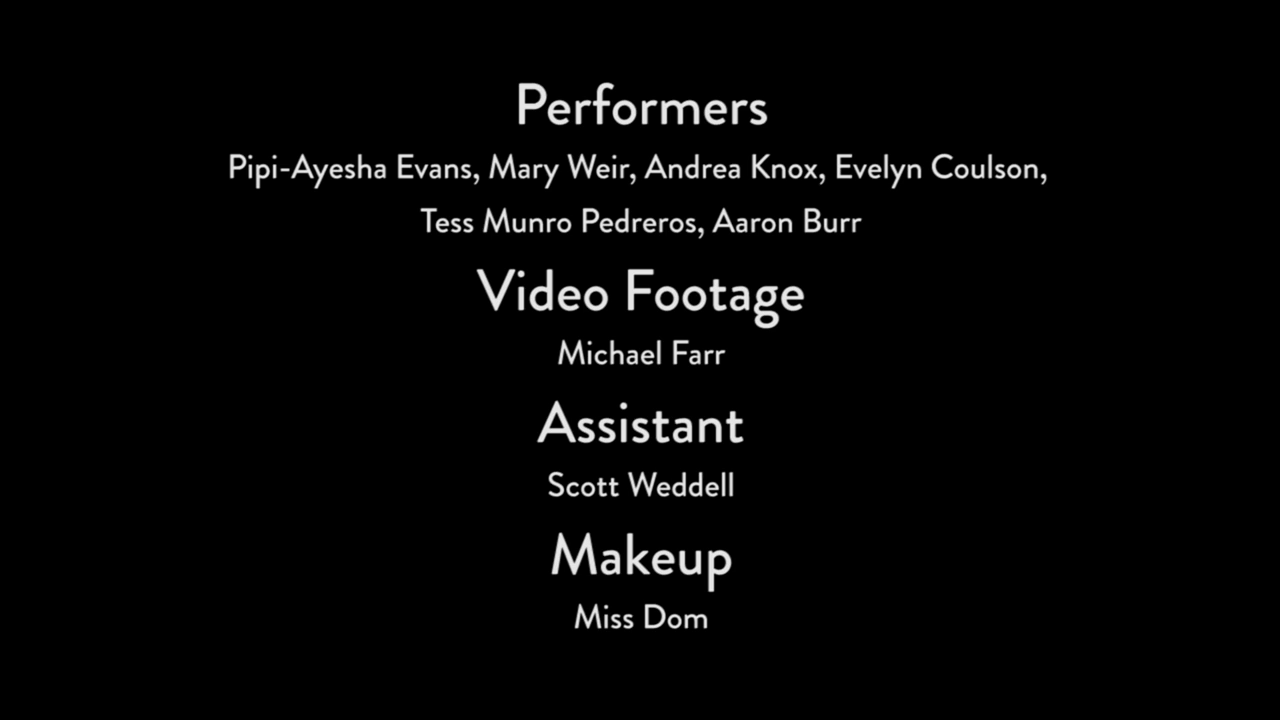 Performers
Pipi-Ayesha Evans, Mary Weir, Andrea Knox, Evelyn Coulson,
Tess Munro Pedreros, Aaron Burr
Video Footage
Michael Farr
Assistant
Scott Weddell
Makeup
Miss Dom